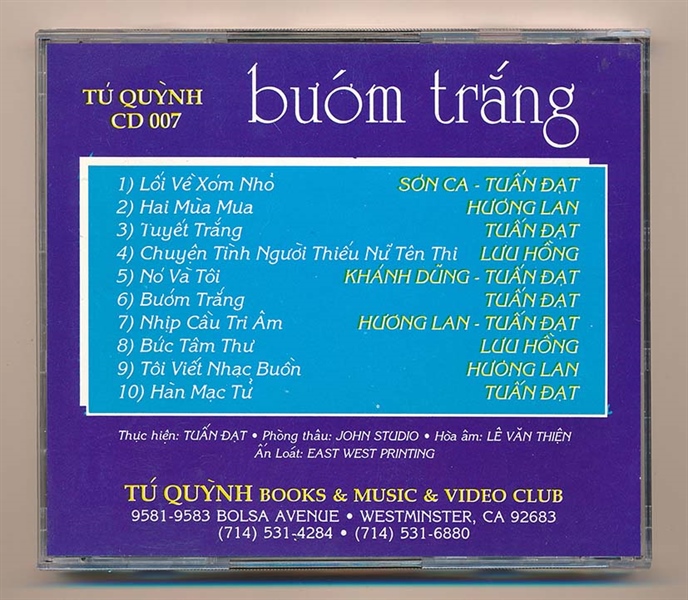 TÚ QUỲNH
CD 007
bướm trắng
1) Lối Về Xóm Nhỏ SƠN CA - TUẤN ĐẠT
2) Hai Mùa Mưa HƯƠNG LAN
3) Tuyết Trắng TUẤN ĐẠT
4) Chuyện Tình Người Thiếu Nữ Tên Thi LƯU HỒNG
5) Nó Và Tôi KHÁNH DŨNG - TUẤN ĐẠT
6) Bướm Trắng TUẤN ĐẠT
7) Nhịp Cầu Tri Âm HƯƠNG LAN - TUẤN ĐẠT
8) Bức Tâm Thư LƯU HỒNG
9) Tôi Viết Nhạc Buồn HƯƠNG LAN
10) Hàn Mạc Tử TUẤN ĐẠT
Thực hiện: TUẤN ĐẠT • Phòng thâu: JOHN STUDIO • Hòa âm: LÊ VĂN THIỆN
Ấn Loát: EAST WEST PRINTING
TÚ QUỲNH BOOKS & MUSIC & VIDEO CLUB
9581-9583 BOLSA AVENUE • WESTMINSTER, CA 92683
(714) 531-4284 • (714) 531-6880